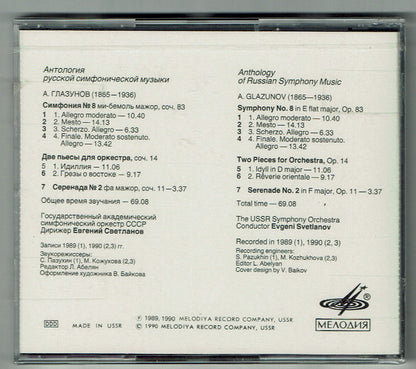 Антология
русской симфонической музыки
А. ГЛАЗУНОВ (1865—1936)
Симфония № 8 ми-бемоль мажор, соч. 83
1 1. Allegro moderato — 10.40
2 2. Mesto — 14.13
3 3. Scherzo. Allegro — 6.33
4 4. Finale. Moderato sostenuto.
Allegro — 13.42
Две пьесы для оркестра, соч. 14
5 1. Идиллия — 11.06
6 2. Грезы о востоке — 9.17
7 Серенада № 2 фа мажор, соч. 11 — 3.37
Общее время звучания — 69.08
Государственный академический
симфонический оркестр СССР
Дирижер Евгений Светланов
Записи 1989 (1), 1990 (2,3) гг.
Звукорежиссеры:
С. Пазухин (1), М. Кожухова (2,3)
Редактор Л. Абелян
Оформление художника В. Байкова
Anthology
of Russian Symphony Music
A. GLAZUNOV (1865—1936)
Symphony No. 8 in E flat major, Op. 83
1 1. Allegro moderato — 10.40
2 2. Mesto — 14.13
3 3. Scherzo. Allegro — 6.33
4 4. Finale. Moderato sostenuto.
Allegro — 13.42
Two Pieces for Orchestra, Op. 14
5 1. Idyll in D major — 11.06
6 2. Rêverie orientale — 9.17
7 Serenade No. 2 in F major, Op. 11 — 3.37
Total time — 69.08
The USSR Symphony Orchestra
Conductor Evgeni Svetlanov
Recorded in 1989 (1), 1990 (2,3)
Recording engineers:
S. Pazukhin (1), M. Kozhukhova (2,3)
Editor L. Abelyan
Cover design by V. Baikov
DDD MADE IN USSR
Ⓟ 1989, 1990 MELODIYA RECORD COMPANY, USSR
© 1990 MELODIYA RECORD COMPANY, USSR
МЕЛОДИЯ